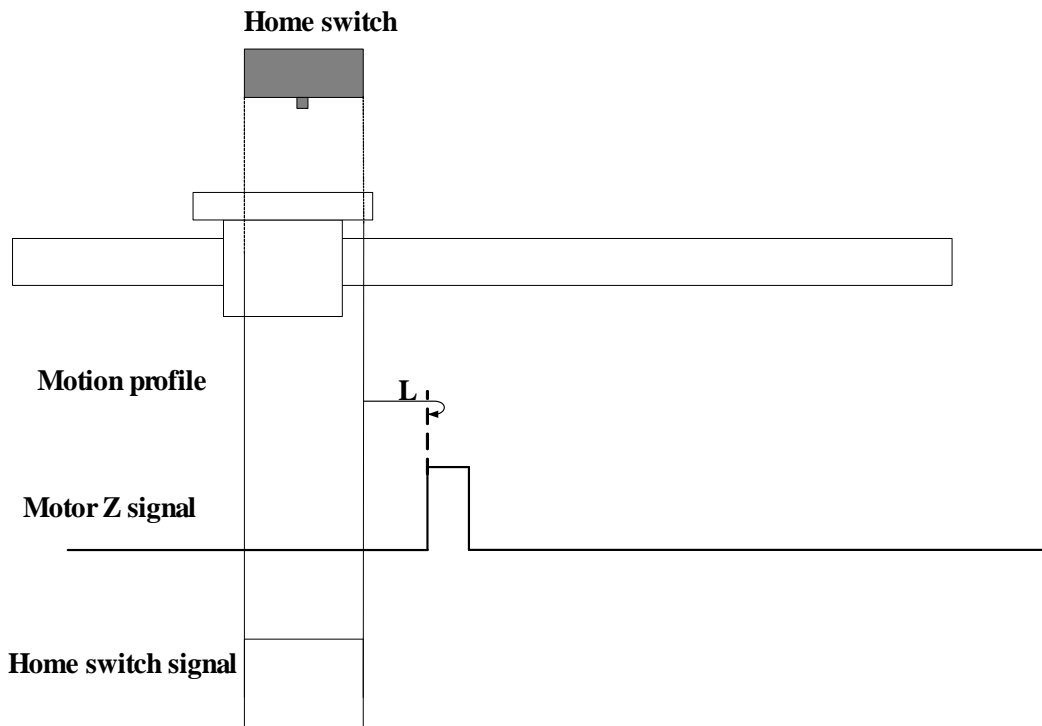 Home switch
Motion profile
L
Motor Z signal
Home switch signal